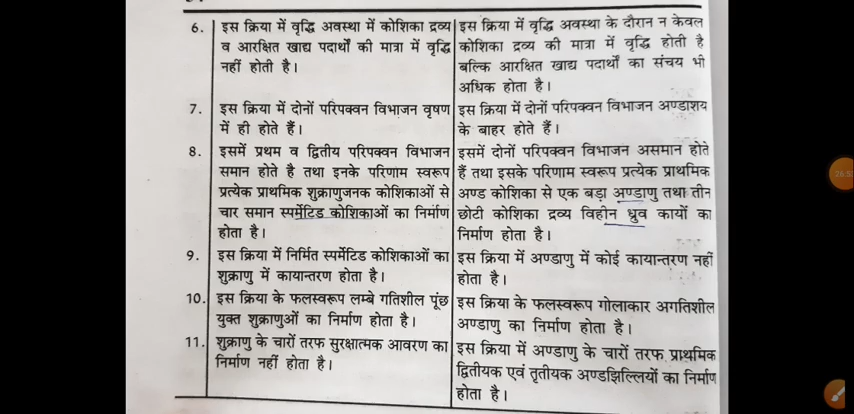 6. इस क्रिया में वृद्धि अवस्था में कोशिका द्रव्य
व आरक्षित खाद्य पदार्थों की मात्रा में वृद्धि
नहीं होती है।
इस क्रिया में वृद्धि अवस्था के दौरान न केवल
कोशिका द्रव्य की मात्रा में वृद्धि होती है
बल्कि आरक्षित खाद्य पदार्थों का संचय भी
अधिक होता है।
7. इस क्रिया में दोनों परिपक्वन विभाजन वृषण
में ही होते हैं।
इस क्रिया में दोनों परिपक्वन विभाजन अण्डाशय
के बाहर होते हैं।
8. इसमें प्रथम व द्वितीय परिपक्वन विभाजन
समान होते है तथा इनके परिणाम स्वरूप
प्रत्येक प्राथमिक शुक्राणुजनक कोशिकाओं से
चार समान स्पर्मेटिड कोशिकाओं का निर्माण
होता है।
इसमें दोनों परिपक्वन विभाजन असमान होते
हैं तथा इसके परिणाम स्वरूप प्रत्येक प्राथमिक
अण्ड कोशिका से एक बड़ा अण्डाणु तथा तीन
छोटी कोशिका द्रव्य विहीन ध्रुव कायों का
निर्माण होता है।
9. इस क्रिया में निर्मित स्पर्मेटिड कोशिकाओं का
शुक्राणु में कायान्तरण होता है।
इस क्रिया में अण्डाणु में कोई कायान्तरण नहीं
होता है।
10. इस क्रिया के फलस्वरूप लम्बे गतिशील पूंछ
युक्त शुक्राणुओं का निर्माण होता है।
इस क्रिया के फलस्वरूप गोलाकार अगतिशील
अण्डाणु का निर्माण होता है।
11. शुक्राणु के चारों तरफ सुरक्षात्मक आवरण का
निर्माण नहीं होता है।
इस क्रिया में अण्डाणु के चारों तरफ प्राथमिक
द्वितीयक एवं तृतीयक अण्डझिल्लियों का निर्माण
होता है।